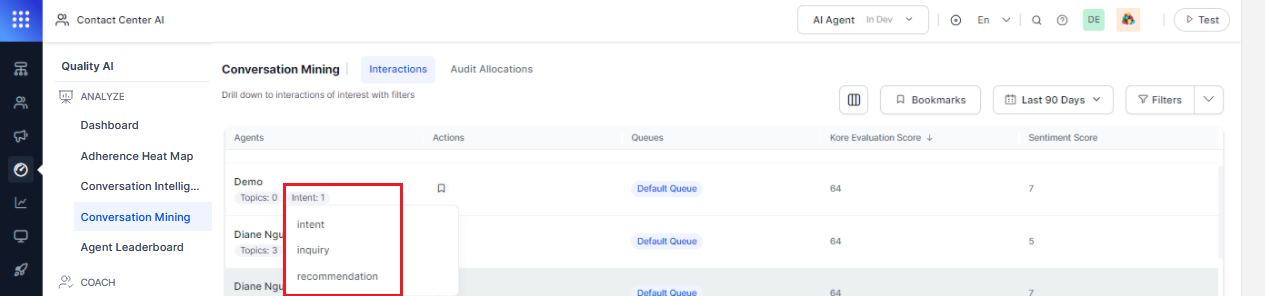 Contact Center AI
AI Agent In Dev
En
DE
Test
Quality AI
ANALYZE
Dashboard
Adherence Heat Map
Conversation Intellig...
Conversation Mining
Agent Leaderboard
COACH
Conversation Mining
Interactions
Audit Allocations
Drill down to interactions of interest with filters
Bookmarks
Last 90 Days
Filters
Agents Actions Queues Kore Evaluation Score ↓ Sentiment Score
Demo
Topics: 0 Intent: 1
Default Queue 64 7
intent
inquiry
recommendation
Diane Ngu
Topics: 3
Default Queue 64 5
Diane Ngu
Default Queue 64 7